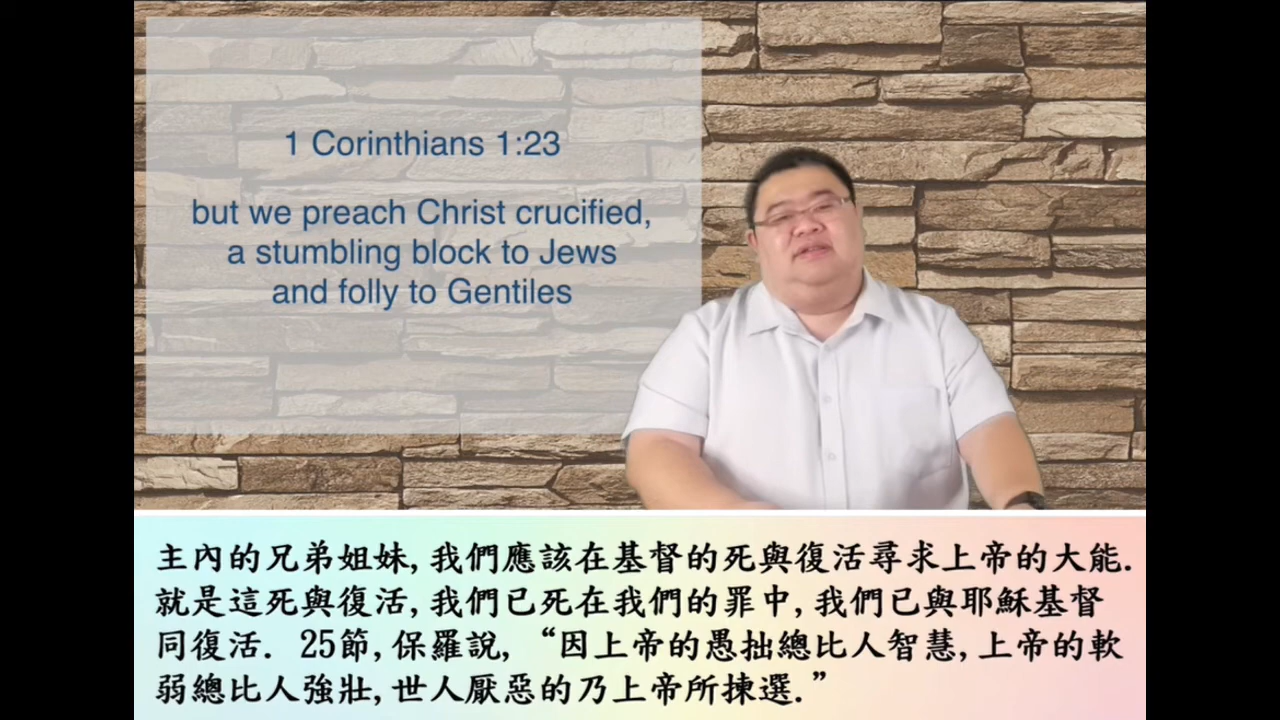 1 Corinthians 1:23
but we preach Christ crucified,
a stumbling block to Jews
and folly to Gentiles
主內的兄弟姐妹,我們應該在基督的死與復活尋求上帝的大能.
就是這死與復活,我們已死在我們的罪中,我們已與耶穌基督
同復活. 25節,保羅說, “因上帝的愚拙總比人智慧,上帝的軟
弱總比人強壯,世人厭惡的乃上帝所揀選.”